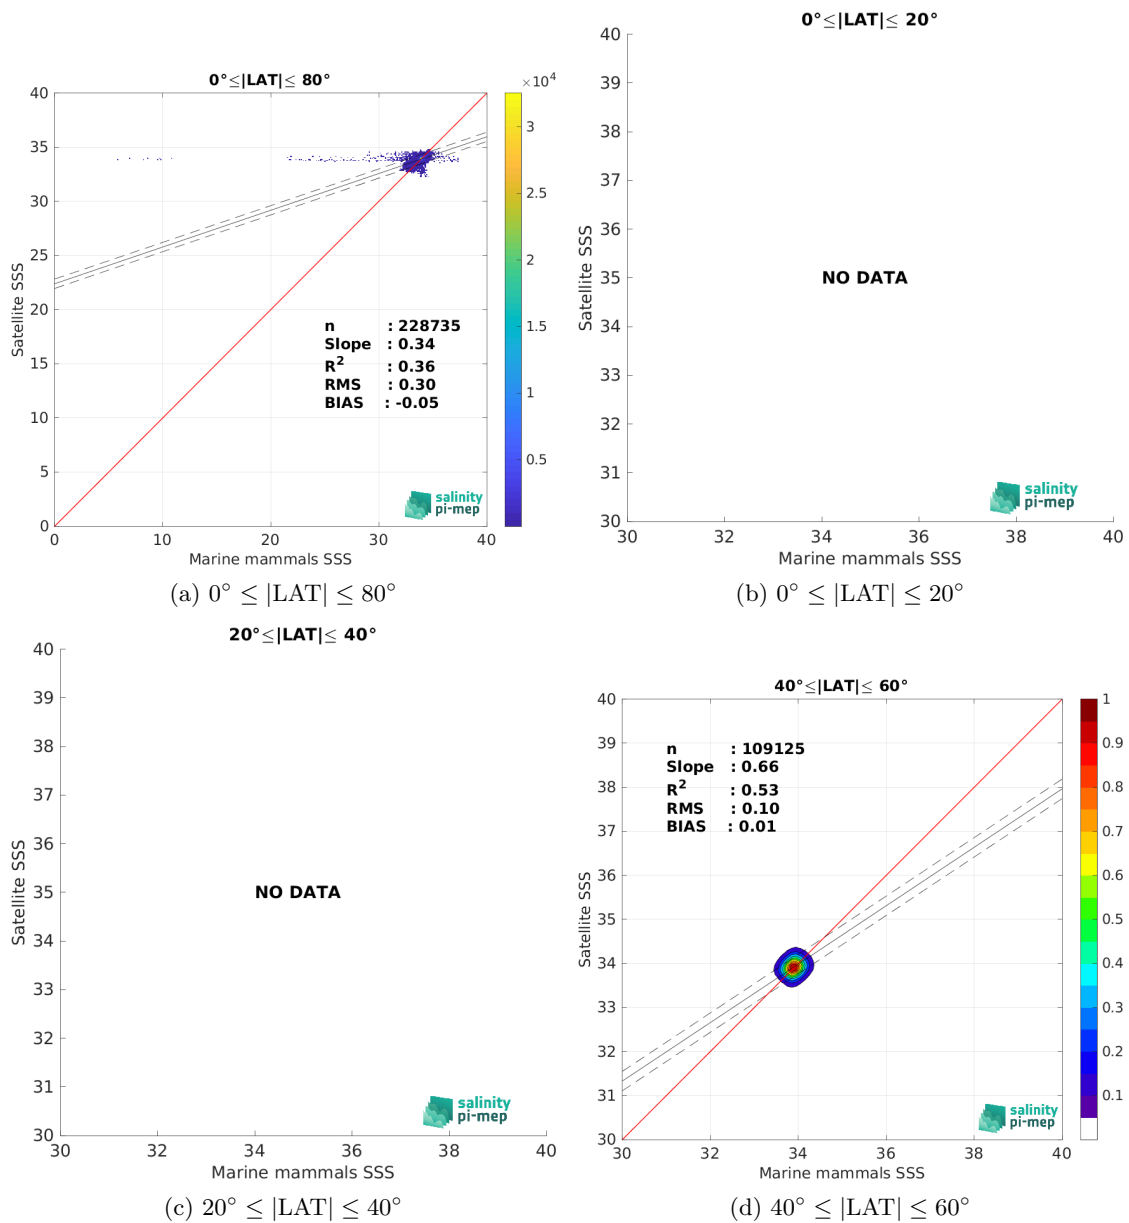 0°≤|LAT|≤ 80°
×10⁴
40
35
30
25
20
15
10
5
0
0
10
20
30
40
3
2.5
2
1.5
1
0.5
Satellite SSS
Marine mammals SSS
n : 228735
Slope : 0.34
R² : 0.36
RMS : 0.30
BIAS : -0.05
salinity
pi-mep
(a) 0° ≤ |LAT| ≤ 80°
0°≤|LAT|≤ 20°
40
39
38
37
36
35
34
33
32
31
30
30
32
34
36
38
40
Satellite SSS
Marine mammals SSS
NO DATA
salinity
pi-mep
(b) 0° ≤ |LAT| ≤ 20°
20°≤|LAT|≤ 40°
40
39
38
37
36
35
34
33
32
31
30
30
32
34
36
38
40
Satellite SSS
Marine mammals SSS
NO DATA
salinity
pi-mep
(c) 20° ≤ |LAT| ≤ 40°
40°≤|LAT|≤ 60°
40
39
38
37
36
35
34
33
32
31
30
30
32
34
36
38
40
1
0.9
0.8
0.7
0.6
0.5
0.4
0.3
0.2
0.1
Satellite SSS
Marine mammals SSS
n : 109125
Slope : 0.66
R² : 0.53
RMS : 0.10
BIAS : 0.01
salinity
pi-mep
(d) 40° ≤ |LAT| ≤ 60°